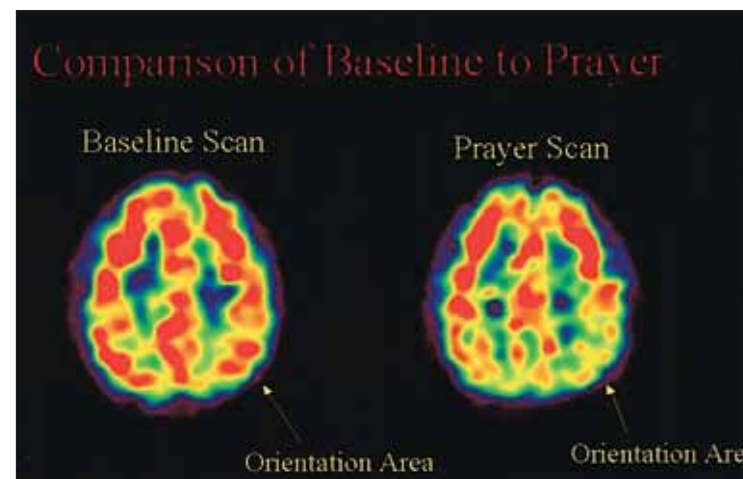 Comparison of Baseline to Prayer
Baseline Scan
Prayer Scan
Orientation Area
Orientation Are